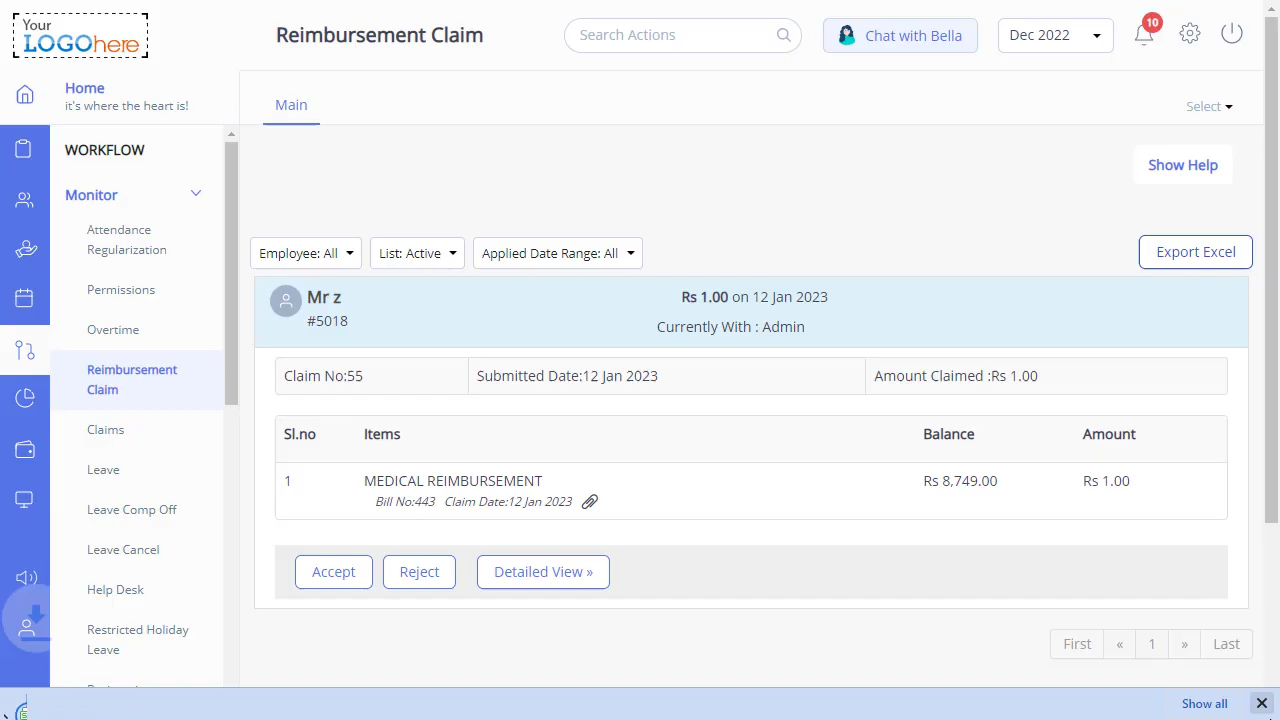 Your
LOGOhere
Reimbursement Claim
Search Actions
Chat with Bella
Dec 2022
10
Home
it's where the heart is!
Main
Select
WORKFLOW
Monitor
Attendance
Regularization
Permissions
Overtime
Reimbursement
Claim
Claims
Leave
Leave Comp Off
Leave Cancel
Help Desk
Restricted Holiday
Leave
Show Help
Employee: All
List: Active
Applied Date Range: All
Export Excel
Mr z
#5018
Rs 1.00 on 12 Jan 2023
Currently With : Admin
Claim No:55
Submitted Date:12 Jan 2023
Amount Claimed :Rs 1.00
Sl.no Items Balance Amount
1 MEDICAL REIMBURSEMENT Rs 8,749.00 Rs 1.00
Bill No:443 Claim Date:12 Jan 2023
Accept
Reject
Detailed View »
First « 1 » Last
Show all